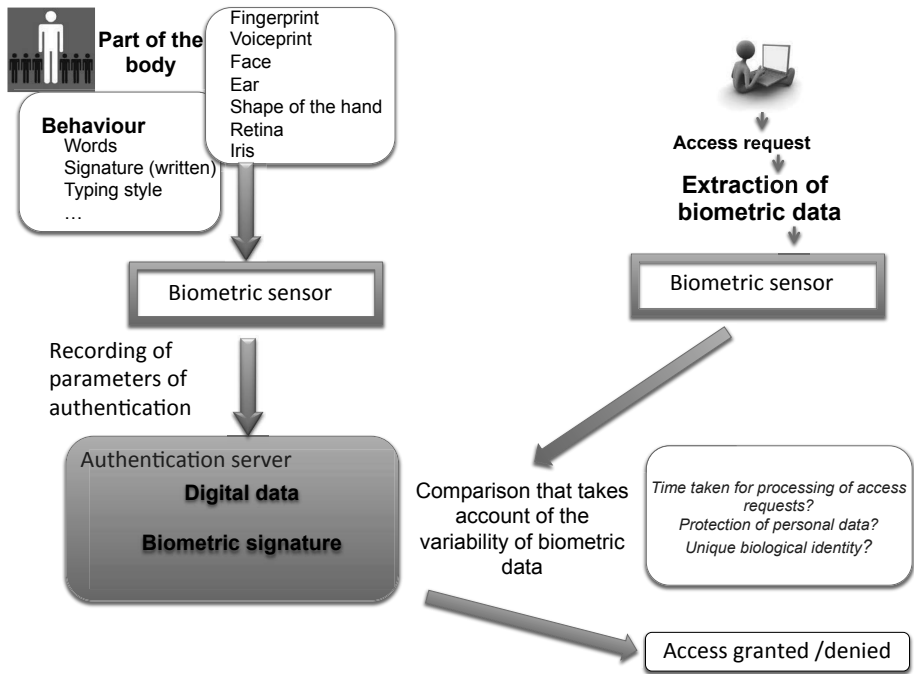 Part of the
body
Fingerprint
Voiceprint
Face
Ear
Shape of the hand
Retina
Iris
Behaviour
Words
Signature (written)
Typing style
…
Biometric sensor
Recording of
parameters of
authentication
Authentication server
Digital data
Biometric signature
Access request
Extraction of
biometric data
Biometric sensor
Comparison that takes
account of the
variability of biometric
data
Time taken for processing of access
requests?
Protection of personal data?
Unique biological identity?
Access granted /denied